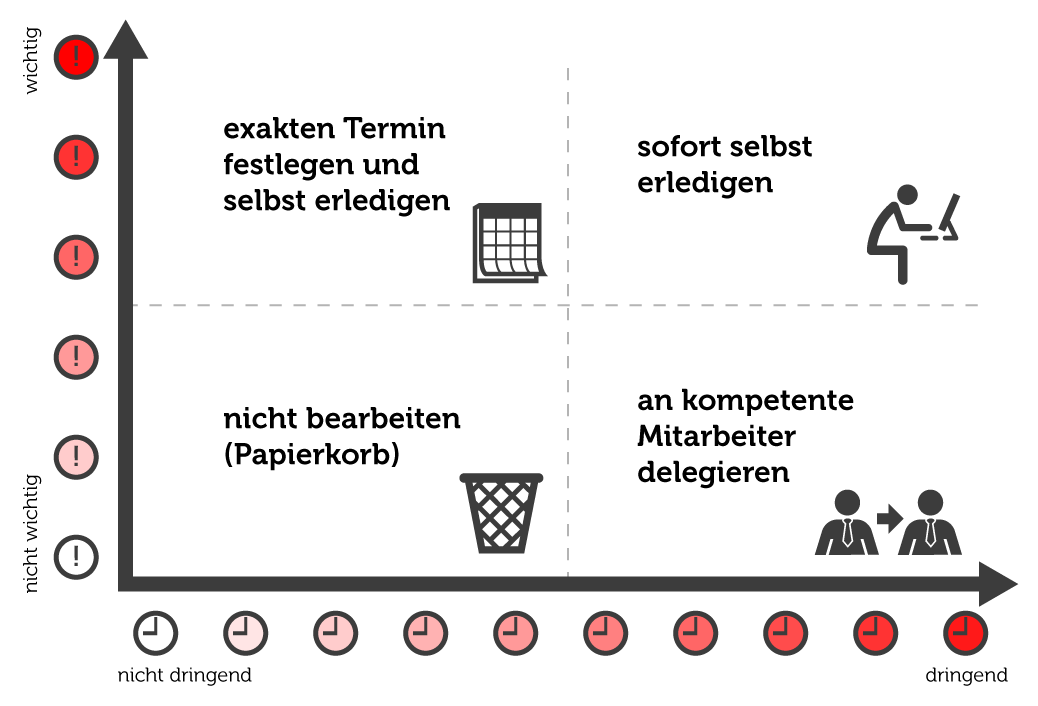 wichtig
exakten Termin
festlegen und
selbst erledigen
sofort selbst
erledigen
nicht wichtig
nicht bearbeiten
(Papierkorb)
an kompetente
Mitarbeiter
delegieren
nicht dringend
dringend